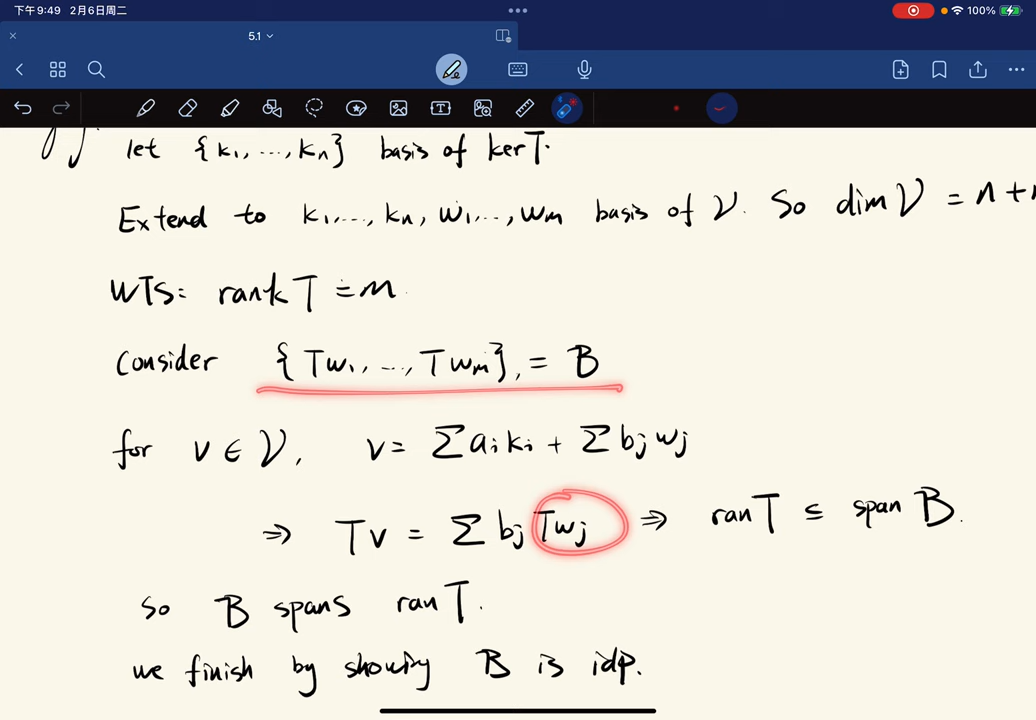 下午9:49 2月6日周二
100%
5.1
let {k₁, ..., kₙ} basis of ker T.
Extend to k₁, ..., kₙ, w₁, ..., wₘ basis of V. So dim V = n +
WTS: rank T = m.
Consider {Tw₁, ..., Twₘ}, = B
for v ∈ V, v = Σ aᵢkᵢ + Σ bⱼwⱼ
⇒ Tv = Σ bⱼ Twⱼ ⇒ ran T ≤ span B.
so B spans ran T.
we finish by showing B is idp.